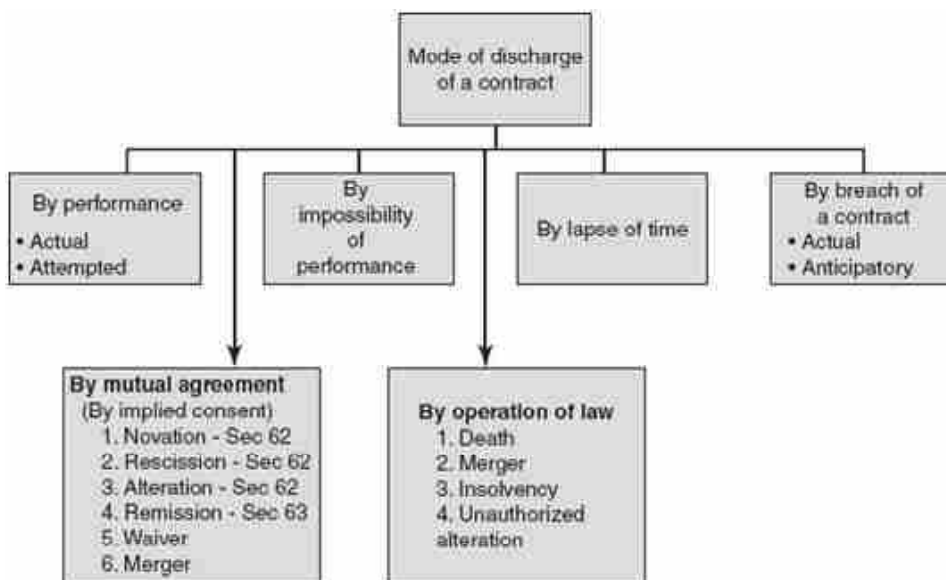 Mode of discharge
of a contract
By performance
• Actual
• Attempted
By
impossibility
of
performance
By lapse of time
By breach of
a contract
• Actual
• Anticipatory
By mutual agreement
(By implied consent)
1. Novation - Sec 62
2. Rescission - Sec 62
3. Alteration - Sec 62
4. Remission - Sec 63
5. Waiver
6. Merger
By operation of law
1. Death
2. Merger
3. Insolvency
4. Unauthorized
alteration